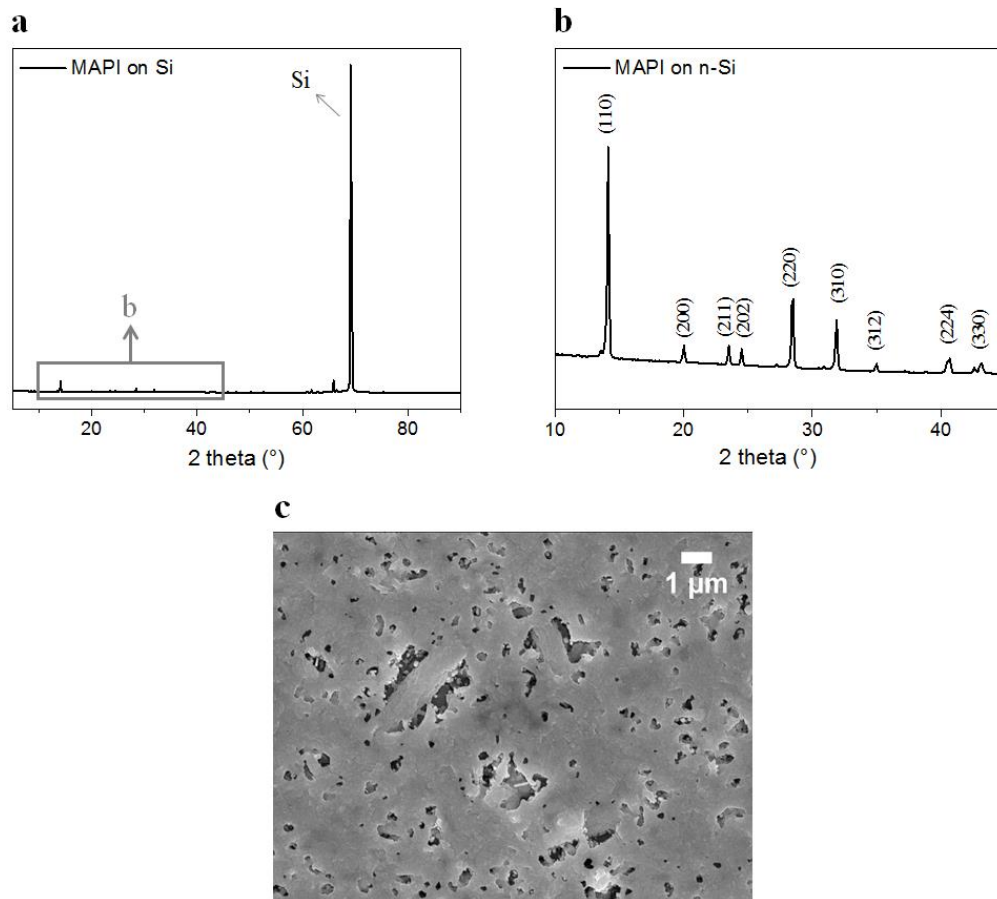 a
MAPI on Si
Si
b
20
40
60
80
2 theta (°)
b
MAPI on n-Si
(110)
(200)
(211)
(202)
(220)
(310)
(312)
(224)
(330)
10
20
30
40
2 theta (°)
c
1 µm